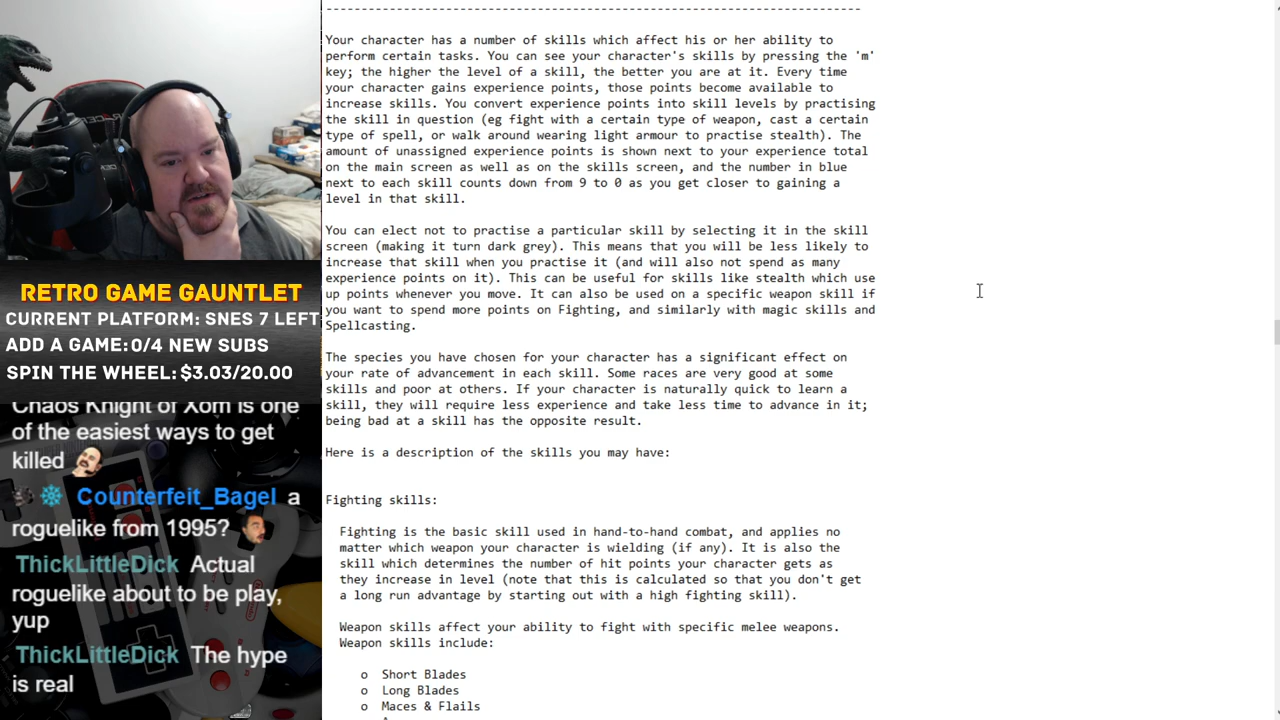 Your character has a number of skills which affect his or her ability to
perform certain tasks. You can see your character's skills by pressing the 'm'
key; the higher the level of a skill, the better you are at it. Every time
your character gains experience points, those points become available to
increase skills. You convert experience points into skill levels by practising
the skill in question (eg fight with a certain type of weapon, cast a certain
type of spell, or walk around wearing light armour to practise stealth). The
amount of unassigned experience points is shown next to your experience total
on the main screen as well as on the skills screen, and the number in blue
next to each skill counts down from 9 to 0 as you get closer to gaining a
level in that skill.
You can elect not to practise a particular skill by selecting it in the skill
screen (making it turn dark grey). This means that you will be less likely to
increase that skill when you practise it (and will also not spend as many
experience points on it). This can be useful for skills like stealth which use
up points whenever you move. It can also be used on a specific weapon skill if
you want to spend more points on Fighting, and similarly with magic skills and
Spellcasting.
The species you have chosen for your character has a significant effect on
your rate of advancement in each skill. Some races are very good at some
skills and poor at others. If your character is naturally quick to learn a
skill, they will require less experience and take less time to advance in it;
being bad at a skill has the opposite result.
Here is a description of the skills you may have:
Fighting skills:
Fighting is the basic skill used in hand-to-hand combat, and applies no
matter which weapon your character is wielding (if any). It is also the
skill which determines the number of hit points your character gets as
they increase in level (note that this is calculated so that you don't get
a long run advantage by starting out with a high fighting skill).
Weapon skills affect your ability to fight with specific melee weapons.
Weapon skills include:
o Short Blades
o Long Blades
o Maces & Flails
RETRO GAME GAUNTLET
CURRENT PLATFORM: SNES 7 LEFT
ADD A GAME: 0/4 NEW SUBS
SPIN THE WHEEL: $3.03/20.00
Chaos Knight of Xom is one
of the easiest ways to get
killed
Counterfeit_Bagel a
roguelike from 1995?
ThickLittleDick Actual
roguelike about to be play,
yup
ThickLittleDick The hype
is real